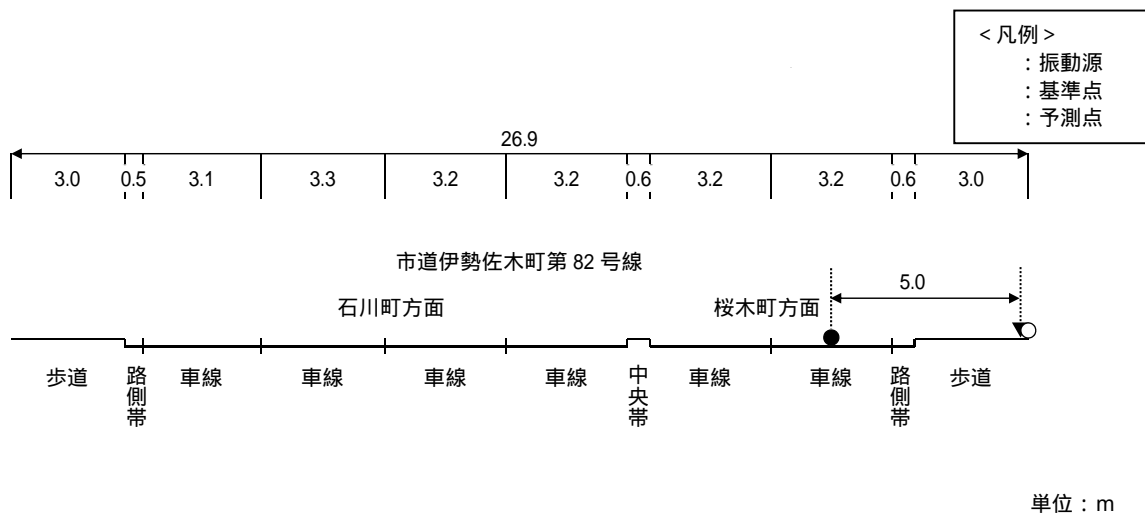 <凡例>
：振動源
：基準点
：予測点
26.9
3.0 0.5 3.1 3.3 3.2 3.2 0.6 3.2 3.2 0.6 3.0
市道伊勢佐木町第 82 号線
5.0
石川町方面 桜木町方面
歩道 路側帯 車線 車線 車線 車線 中央帯 車線 車線 路側帯 歩道
単位：m